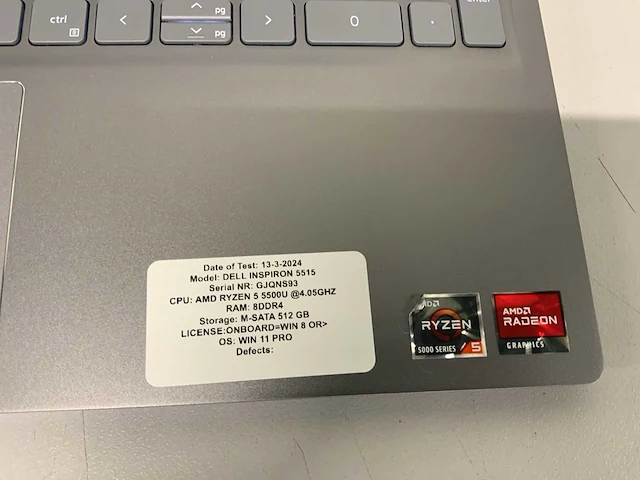 enter
ctrl
pg
pg
0
.
Date of Test: 13-3-2024
Model: DELL INSPIRON 5515
Serial NR: GJQNS93
CPU: AMD RYZEN 5 5500U @4.05GHZ
RAM: 8DDR4
Storage: M-SATA 512 GB
LICENSE:ONBOARD=WIN 8 OR>
OS: WIN 11 PRO
Defects:
AMD
RYZEN
5000 SERIES / 5
AMD
RADEON
GRAPHICS